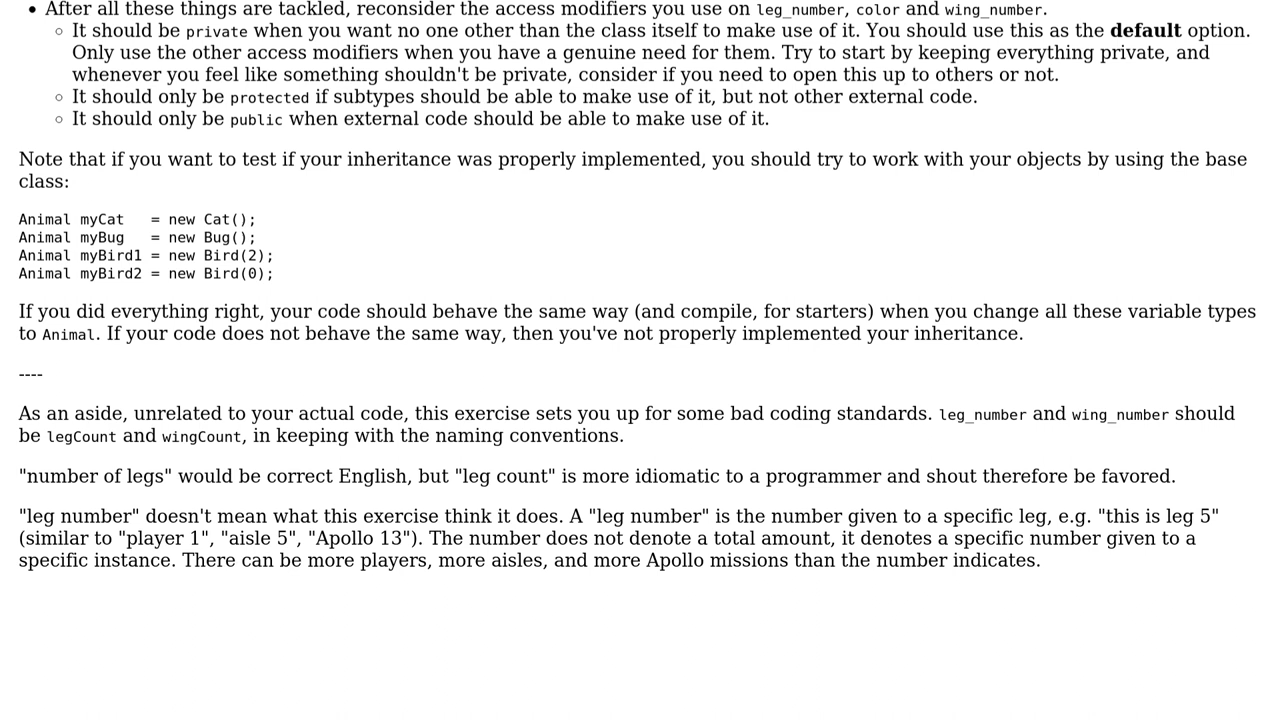 • After all these things are tackled, reconsider the access modifiers you use on leg_number, color and wing_number.
◦ It should be private when you want no one other than the class itself to make use of it. You should use this as the default option.
Only use the other access modifiers when you have a genuine need for them. Try to start by keeping everything private, and
whenever you feel like something shouldn't be private, consider if you need to open this up to others or not.
◦ It should only be protected if subtypes should be able to make use of it, but not other external code.
◦ It should only be public when external code should be able to make use of it.
Note that if you want to test if your inheritance was properly implemented, you should try to work with your objects by using the base
class:
Animal myCat   = new Cat();
Animal myBug   = new Bug();
Animal myBird1 = new Bird(2);
Animal myBird2 = new Bird(0);
If you did everything right, your code should behave the same way (and compile, for starters) when you change all these variable types
to Animal. If your code does not behave the same way, then you've not properly implemented your inheritance.
----
As an aside, unrelated to your actual code, this exercise sets you up for some bad coding standards. leg_number and wing_number should
be legCount and wingCount, in keeping with the naming conventions.
"number of legs" would be correct English, but "leg count" is more idiomatic to a programmer and shout therefore be favored.
"leg number" doesn't mean what this exercise think it does. A "leg number" is the number given to a specific leg, e.g. "this is leg 5"
(similar to "player 1", "aisle 5", "Apollo 13"). The number does not denote a total amount, it denotes a specific number given to a
specific instance. There can be more players, more aisles, and more Apollo missions than the number indicates.